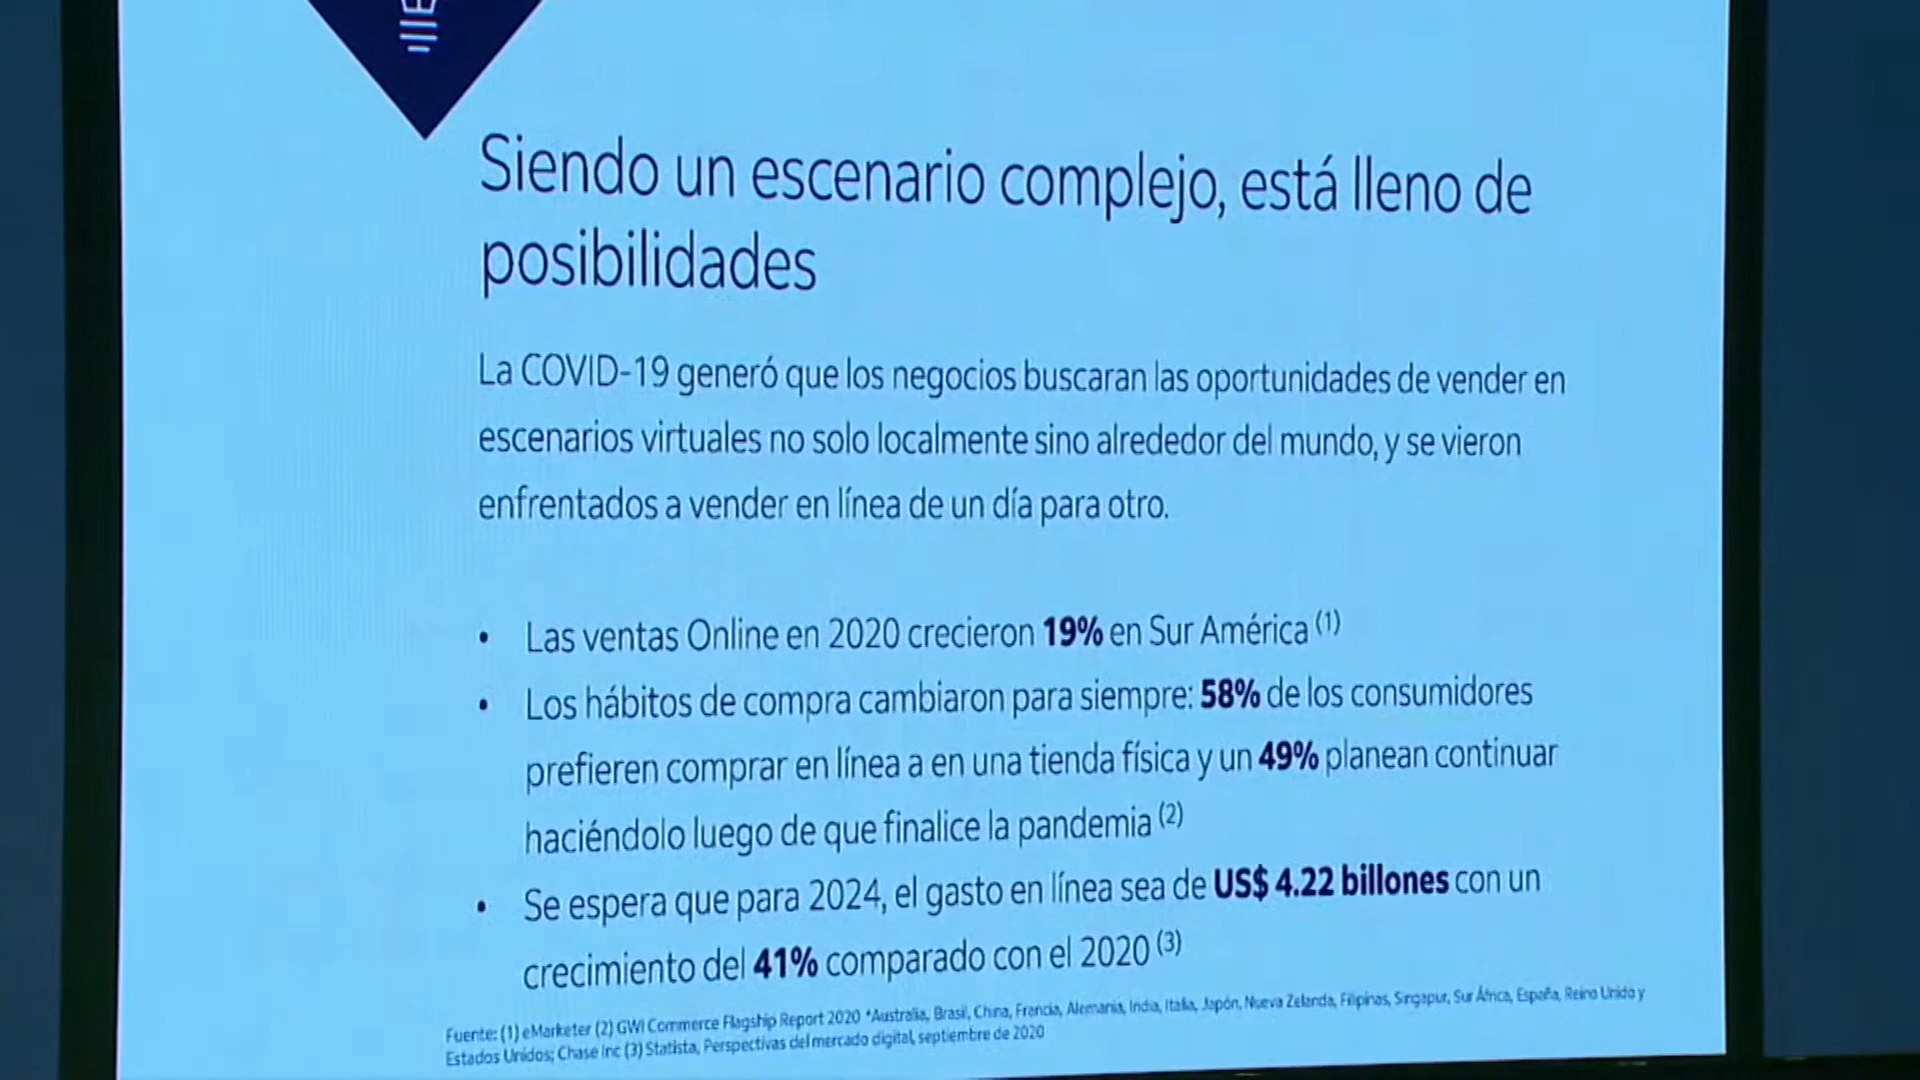 Siendo un escenario complejo, está lleno de
posibilidades
La COVID-19 generó que los negocios buscaran las oportunidades de vender en
escenarios virtuales no solo localmente sino alrededor del mundo, y se vieron
enfrentados a vender en línea de un día para otro.
• Las ventas Online en 2020 crecieron 19% en Sur América (1)
• Los hábitos de compra cambiaron para siempre: 58% de los consumidores
prefieren comprar en línea a en una tienda física y un 49% planean continuar
haciéndolo luego de que finalice la pandemia (2)
• Se espera que para 2024, el gasto en línea sea de US$ 4.22 billones con un
crecimiento del 41% comparado con el 2020 (3)
Fuente: (1) eMarketer (2) GWI Commerce Flagship Report 2020 *Australia, Brasil, China, Francia, Alemania, India, Italia, Japón, Nueva Zelanda, Filipinas, Singapur, Sur África, España, Reino Unido y
Estados Unidos; Chase Inc (3) Statista, Perspectivas del mercado digital, septiembre de 2020